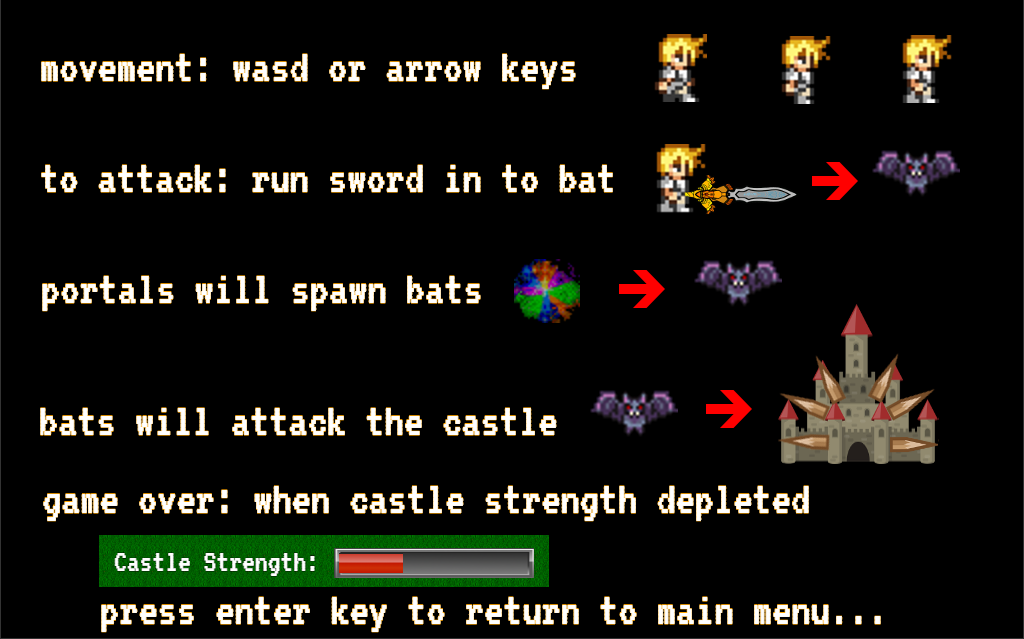 movement: wasd or arrow keys
to attack: run sword in to bat
portals will spawn bats
bats will attack the castle
game over: when castle strength depleted
Castle Strength:
press enter key to return to main menu...